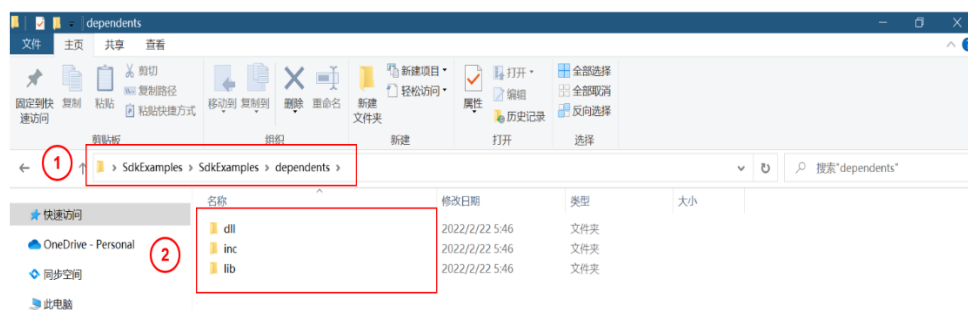 dependents
文件 主页 共享 查看
固定到快速访问 复制 粘贴 剪切 复制路径 粘贴快捷方式
移动到 复制到 删除 重命名
新建文件夹 新建项目 轻松访问
属性 打开 编辑 历史记录
全部选择 全部取消 反向选择
剪贴板 组织 新建 打开 选择
1 SdkExamples > SdkExamples > dependents > 搜索"dependents"
名称 修改日期 类型 大小
快速访问
OneDrive - Personal
同步空间
此电脑
2
dll 2022/2/22 5:46 文件夹
inc 2022/2/22 5:46 文件夹
lib 2022/2/22 5:46 文件夹